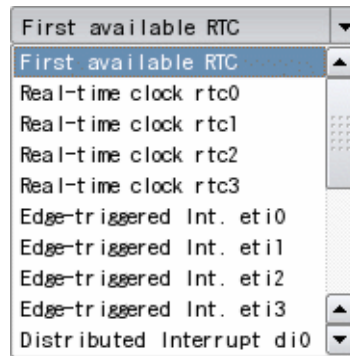 First available RTC
First available RTC
Real-time clock rtc0
Real-time clock rtc1
Real-time clock rtc2
Real-time clock rtc3
Edge-triggered Int. eti0
Edge-triggered Int. eti1
Edge-triggered Int. eti2
Edge-triggered Int. eti3
Distributed Interrupt di0